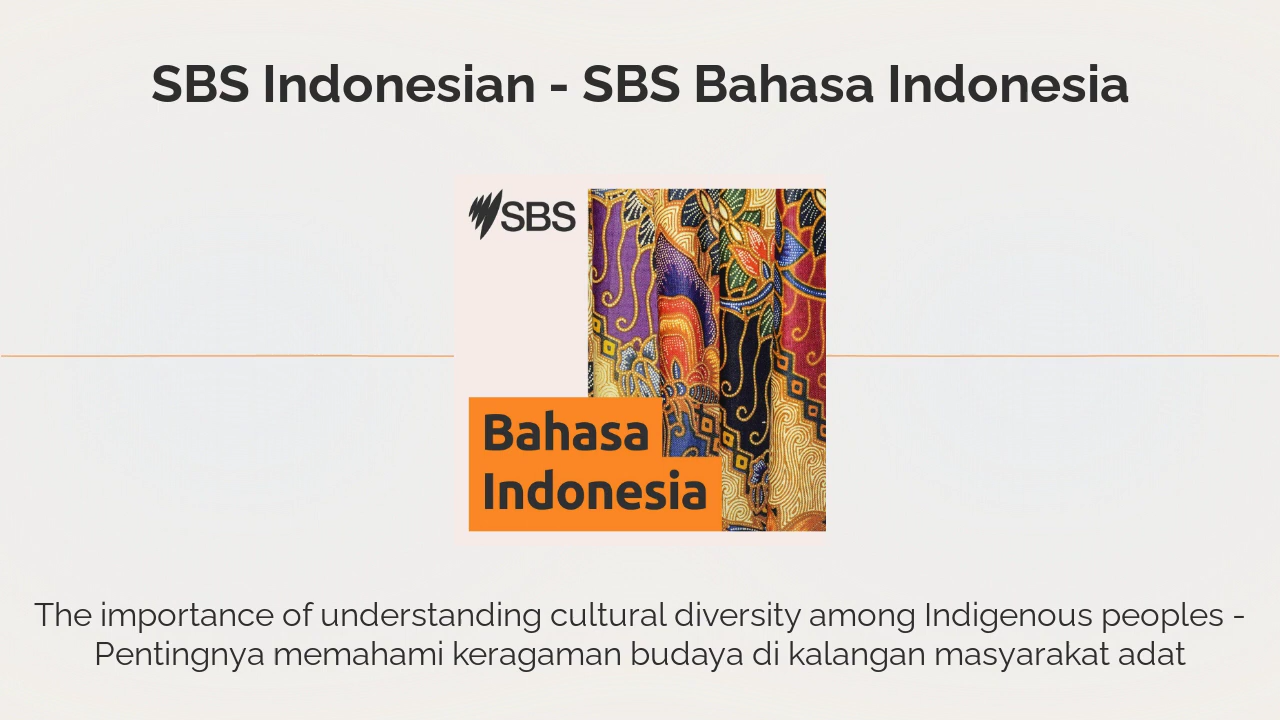 SBS Indonesian - SBS Bahasa Indonesia
SBS
Bahasa
Indonesia
The importance of understanding cultural diversity among Indigenous peoples -
Pentingnya memahami keragaman budaya di kalangan masyarakat adat